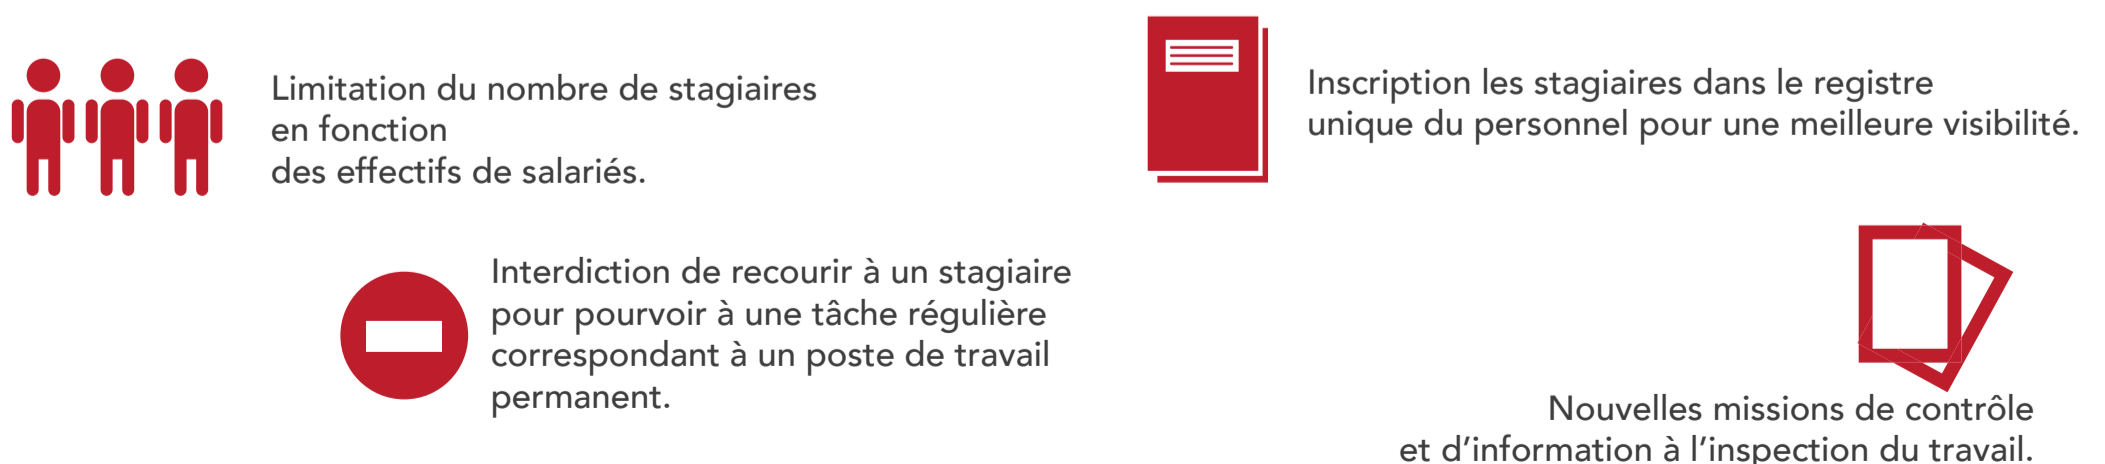 Limitation du nombre de stagiaires
en fonction
des effectifs de salariés.
Inscription les stagiaires dans le registre
unique du personnel pour une meilleure visibilité.
Interdiction de recourir à un stagiaire
pour pourvoir à une tâche régulière
correspondant à un poste de travail
permanent.
Nouvelles missions de contrôle
et d’information à l’inspection du travail.